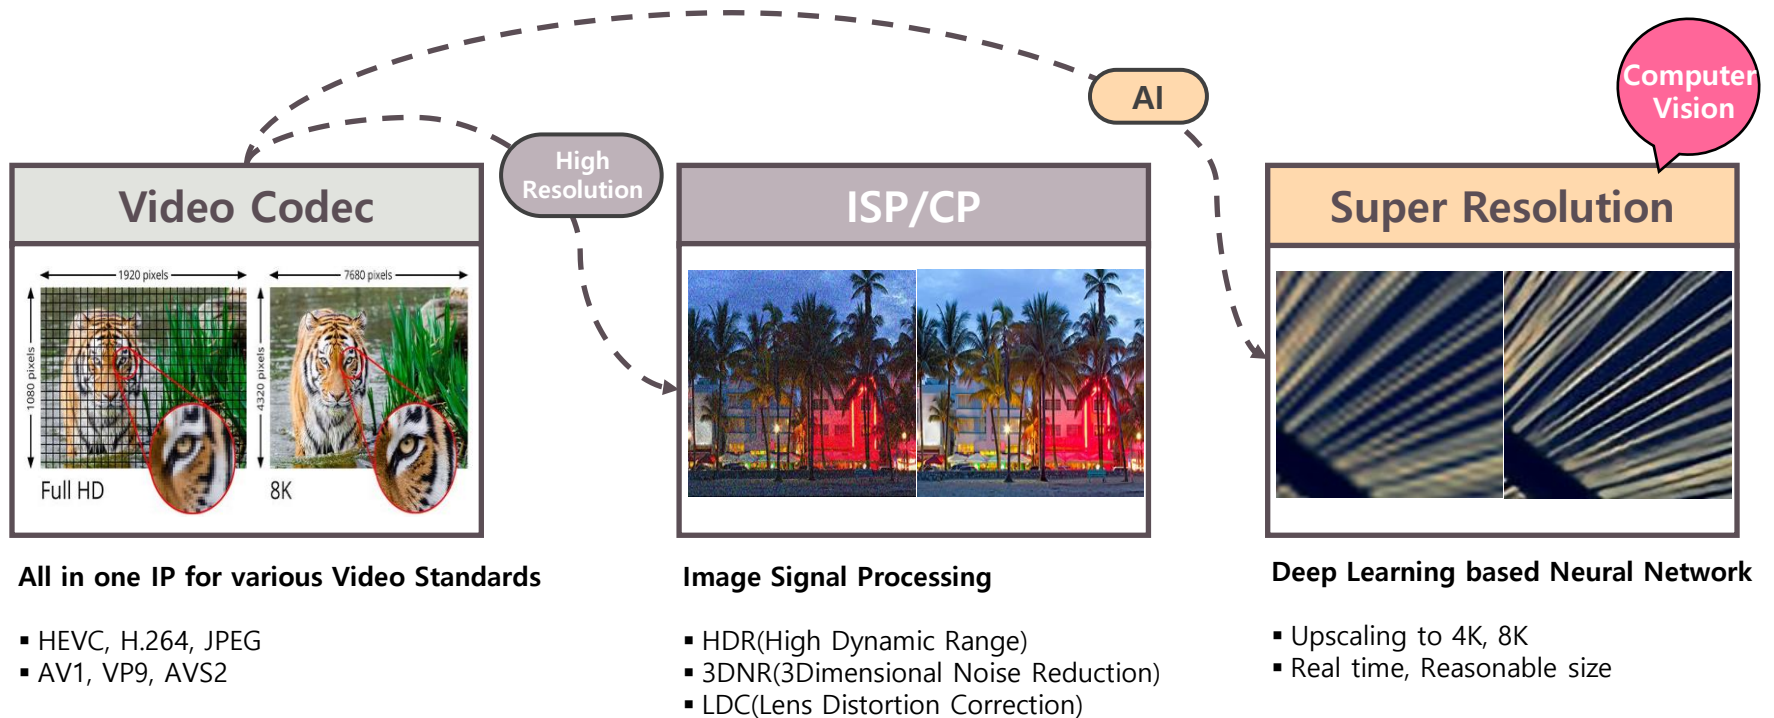 AI
Computer
Vision
High
Resolution
Video Codec
ISP/CP
Super Resolution
1920 pixels
7680 pixels
1080 pixels
4320 pixels
Full HD
8K
All in one IP for various Video Standards
▪ HEVC, H.264, JPEG
▪ AV1, VP9, AVS2
Image Signal Processing
▪ HDR(High Dynamic Range)
▪ 3DNR(3Dimensional Noise Reduction)
▪ LDC(Lens Distortion Correction)
Deep Learning based Neural Network
▪ Upscaling to 4K, 8K
▪ Real time, Reasonable size